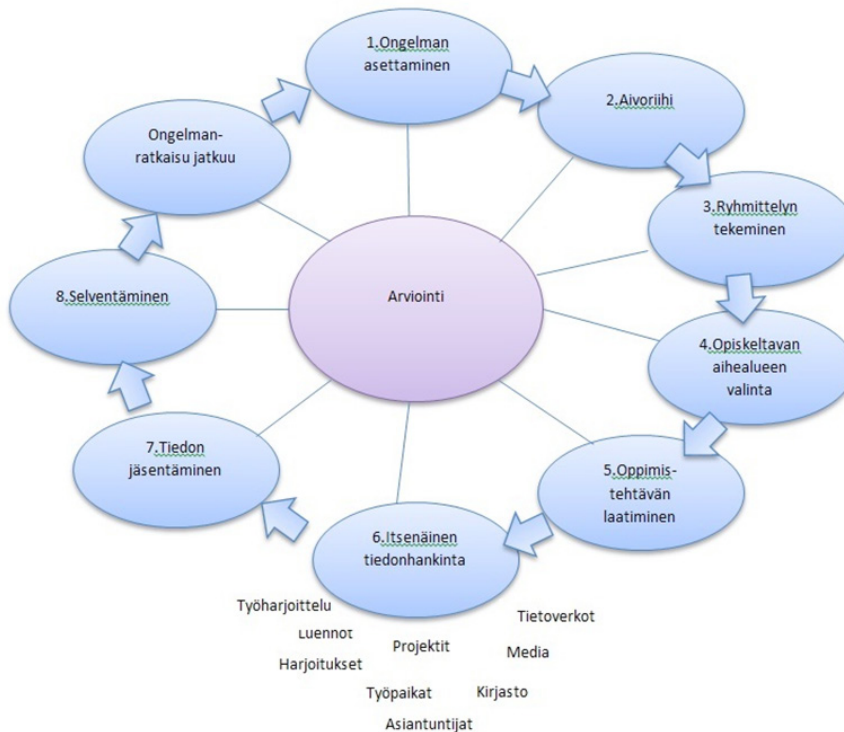 1.Ongelman
asettaminen
2.Aivoriihi
3.Ryhmittelyn
tekeminen
4.Opiskeltavan
aihealueen
valinta
5.Oppimis-
tehtävän
laatiminen
6.Itsenäinen
tiedonhankinta
7.Tiedon
jäsentäminen
8.Selventäminen
Ongelman-
ratkaisu jatkuu
Arviointi
Työharjoittelu
Luennot
Harjoitukset
Projektit
Tietoverkot
Media
Työpaikat
Kirjasto
Asiantuntijat